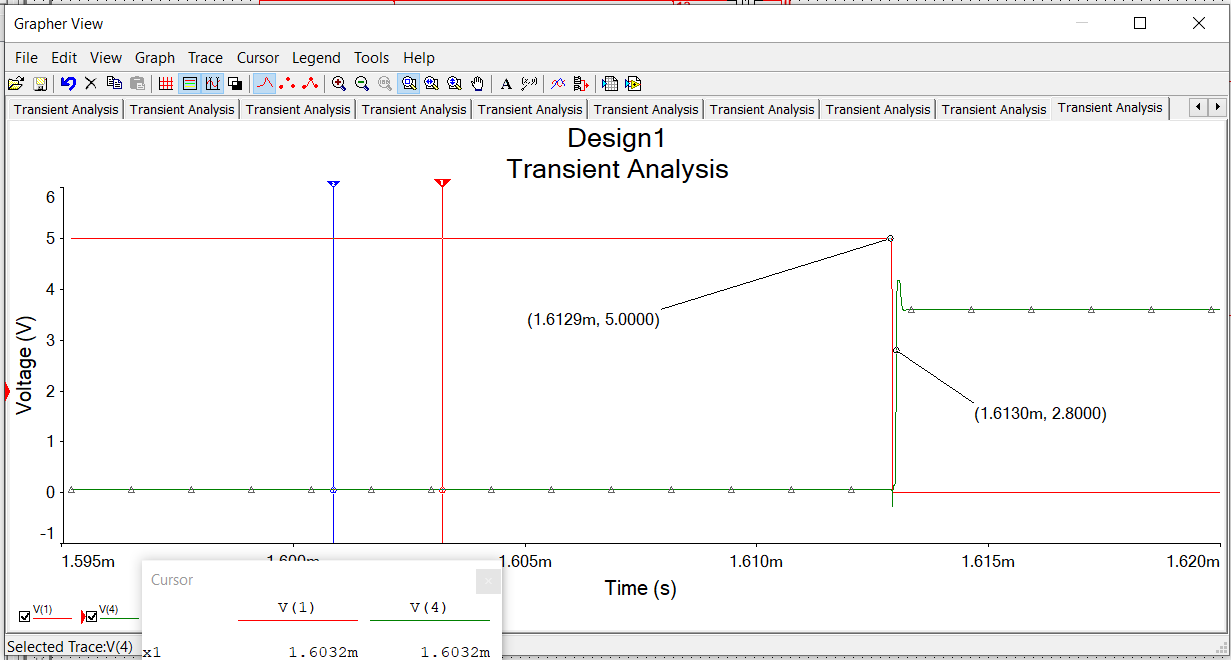 Grapher View
File Edit View Graph Trace Cursor Legend Tools Help
Transient Analysis Transient Analysis Transient Analysis Transient Analysis Transient Analysis Transient Analysis Transient Analysis Transient Analysis Transient Analysis Transient Analysis
Design1
Transient Analysis
6
5
4
3
2
1
0
-1
Voltage (V)
(1.6129m, 5.0000)
(1.6130m, 2.8000)
1.595m 1.600m 1.605m 1.610m 1.615m 1.620m
Time (s)
V(1) V(4)
Cursor
V(1) V(4)
x1 1.6032m 1.6032m
Selected Trace:V(4)